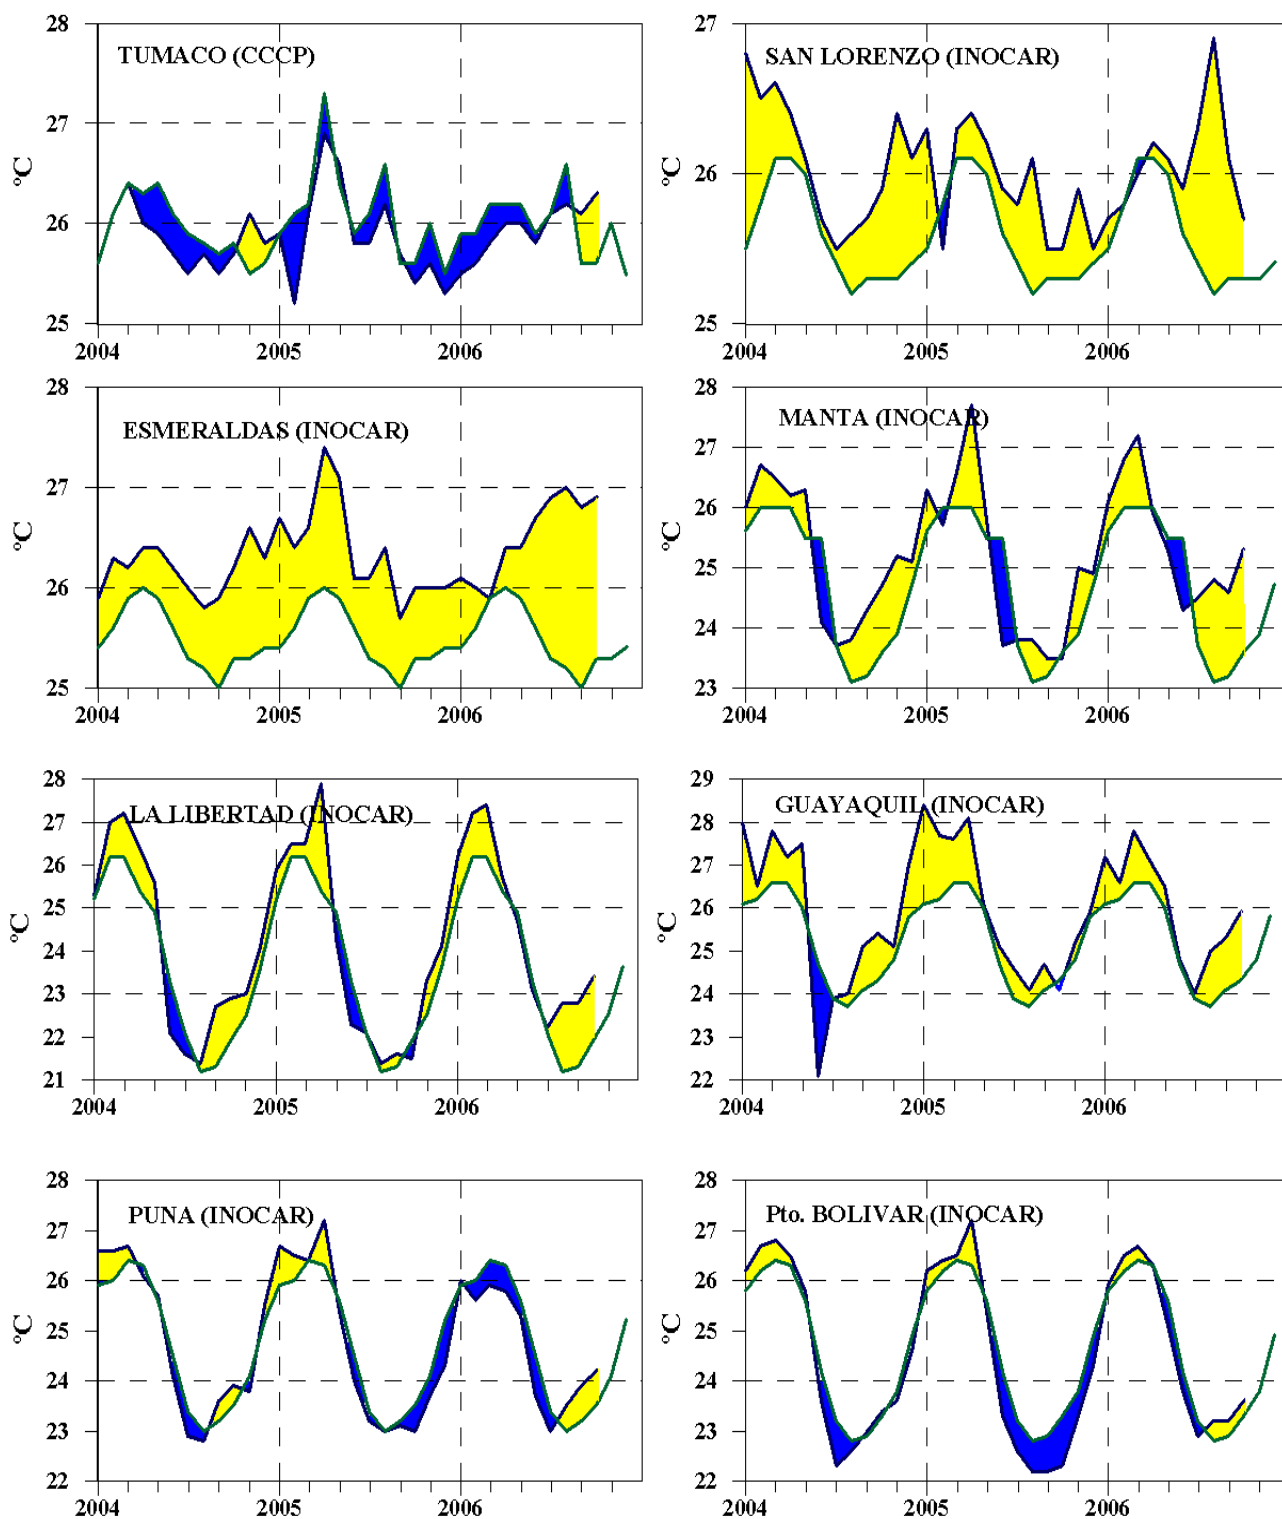 28
TUMACO (CCCP)
27
°C
26
25
2004 2005 2006
27
SAN LORENZO (INOCAR)
°C
26
25
2004 2005 2006
28
ESMERALDAS (INOCAR)
27
°C
26
25
2004 2005 2006
28
MANTA (INOCAR)
27
26
°C
25
24
23
2004 2005 2006
28
LA LIBERTAD (INOCAR)
27
26
25
°C
24
23
22
21
2004 2005 2006
29
GUAYAQUIL (INOCAR)
28
27
26
°C
25
24
23
22
2004 2005 2006
28
PUNA (INOCAR)
27
26
°C
25
24
23
22
2004 2005 2006
28
Pto. BOLIVAR (INOCAR)
27
26
°C
25
24
23
22
2004 2005 2006